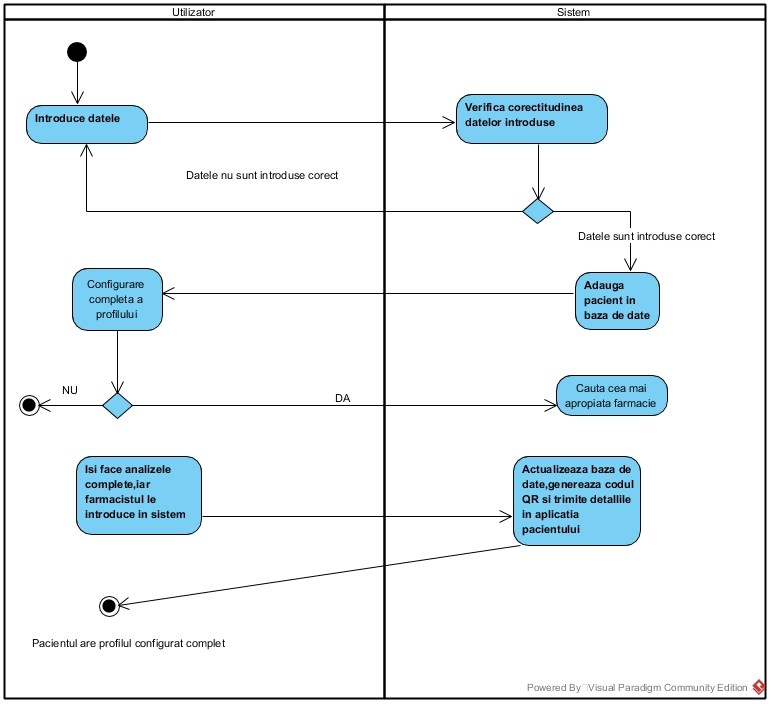 Utilizator
Sistem
Introduce datele
Verifica corectitudinea
datelor introduse
Datele nu sunt introduse corect
Datele sunt introduse corect
Configurare
completa a
profilului
Adauga
pacient in
baza de date
NU
DA
Cauta cea mai
apropiata farmacie
Isi face analizele
complete,iar
farmacistul le
introduce in sistem
Actualizeaza baza de
date,genereaza codul
QR si trimite detallile
in aplicatia
pacientului
Pacientul are profilul configurat complet
Powered By Visual Paradigm Community Edition